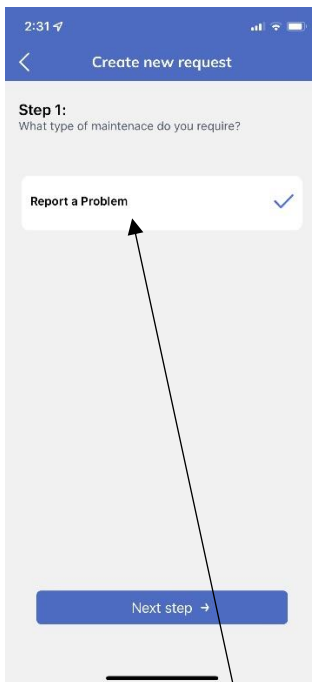 2:31
Create new request
Step 1:
What type of maintenace do you require?
Report a Problem
Next step →